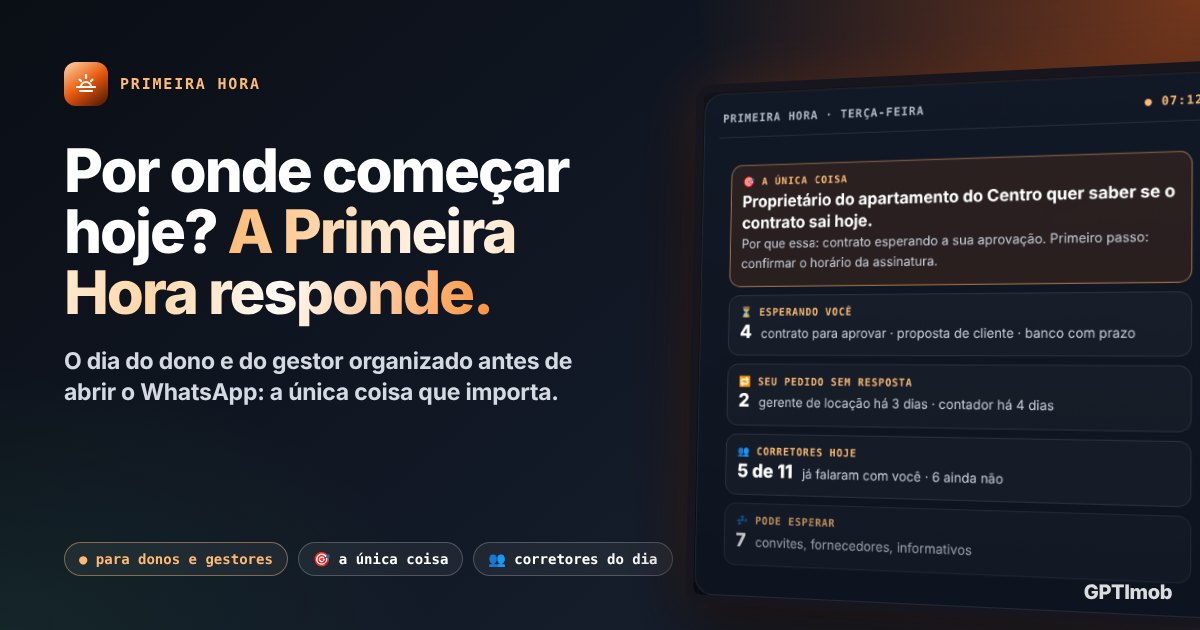 PRIMEIRA HORA
Por onde começar
hoje? A Primeira
Hora responde.
O dia do dono e do gestor organizado antes de
abrir o WhatsApp: a única coisa que importa.
● para donos e gestores
🎯 a única coisa
👥 corretores do dia
PRIMEIRA HORA · TERÇA-FEIRA
● 07:12
🎯 A ÚNICA COISA
Proprietário do apartamento do Centro quer saber se o
contrato sai hoje.
Por que essa: contrato esperando a sua aprovação. Primeiro passo:
confirmar o horário da assinatura.
⏳ ESPERANDO VOCÊ
4 contrato para aprovar · proposta de cliente · banco com prazo
🔁 SEU PEDIDO SEM RESPOSTA
2 gerente de locação há 3 dias · contador há 4 dias
👥 CORRETORES HOJE
5 de 11 já falaram com você · 6 ainda não
💤 PODE ESPERAR
7 convites, fornecedores, informativos
GPTImob